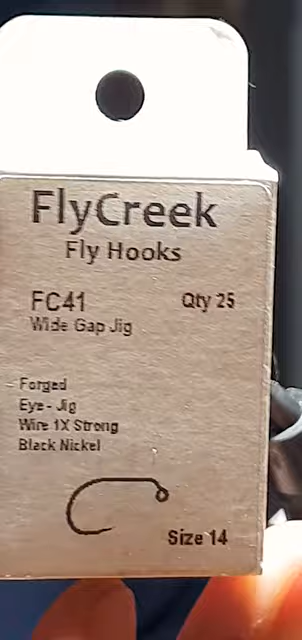 FlyCreek
Fly Hooks
FC41 Qty 25
Wide Gap Jig
Forged
Eye - Jig
Wire 1X Strong
Black Nickel
Size 14